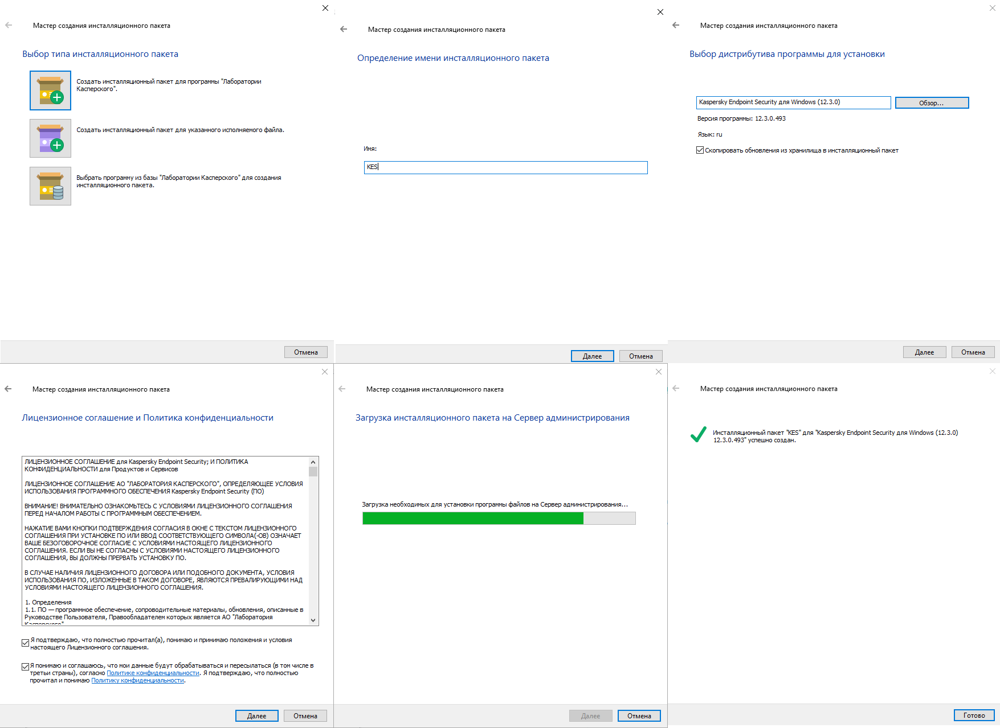 Мастер создания инсталляционного пакета
Выбор типа инсталляционного пакета
Создать инсталляционный пакет для программы "Лаборатории
Касперского".
Создать инсталляционный пакет для указанного исполняемого файла.
Выбрать программу из базы "Лаборатории Касперского" для создания
инсталляционного пакета.
Отмена
Мастер создания инсталляционного пакета
Определение имени инсталляционного пакета
Имя:
KES
Далее
Отмена
Мастер создания инсталляционного пакета
Выбор дистрибутива программы для установки
Kaspersky Endpoint Security для Windows (12.3.0)
Обзор...
Версия программы: 12.3.0.493
Язык: ru
Скопировать обновления из хранилища в инсталляционный пакет
Далее
Отмена
Мастер создания инсталляционного пакета
Лицензионное соглашение и Политика конфиденциальности
ЛИЦЕНЗИОННОЕ СОГЛАШЕНИЕ для Kaspersky Endpoint Security; И ПОЛИТИКА
КОНФИДЕНЦИАЛЬНОСТИ для Продуктов и Сервисов
ЛИЦЕНЗИОННОЕ СОГЛАШЕНИЕ АО "ЛАБОРАТОРИЯ КАСПЕРСКОГО", ОПРЕДЕЛЯЮЩЕЕ УСЛОВИЯ
ИСПОЛЬЗОВАНИЯ ПРОГРАММНОГО ОБЕСПЕЧЕНИЯ Kaspersky Endpoint Security (ПО)
ВНИМАНИЕ! ВНИМАТЕЛЬНО ОЗНАКОМЬТЕСЬ С УСЛОВИЯМИ ЛИЦЕНЗИОННОГО СОГЛАШЕНИЯ
ПЕРЕД НАЧАЛОМ РАБОТЫ С ПРОГРАММНЫМ ОБЕСПЕЧЕНИЕМ.
НАЖАТИЕ ВАМИ КНОПКИ ПОДТВЕРЖДЕНИЯ СОГЛАСИЯ В ОКНЕ С ТЕКСТОМ ЛИЦЕНЗИОННОГО
СОГЛАШЕНИЯ ПРИ УСТАНОВКЕ ПО ИЛИ ВВОД СООТВЕТСТВУЮЩЕГО СИМВОЛА(-ОВ) ОЗНАЧАЕТ
ВАШЕ БЕЗОГОВОРОЧНОЕ СОГЛАСИЕ С УСЛОВИЯМИ НАСТОЯЩЕГО ЛИЦЕНЗИОННОГО
СОГЛАШЕНИЯ. ЕСЛИ ВЫ НЕ СОГЛАСНЫ С УСЛОВИЯМИ НАСТОЯЩЕГО ЛИЦЕНЗИОННОГО
СОГЛАШЕНИЯ, ВЫ ДОЛЖНЫ ПРЕРВАТЬ УСТАНОВКУ ПО.
В СЛУЧАЕ НАЛИЧИЯ ЛИЦЕНЗИОННОГО ДОГОВОРА ИЛИ ПОДОБНОГО ДОКУМЕНТА, УСЛОВИЯ
ИСПОЛЬЗОВАНИЯ ПО, ИЗЛОЖЕННЫЕ В ТАКОМ ДОГОВОРЕ, ЯВЛЯЮТСЯ ПРЕВАЛИРУЮЩИМИ НАД
УСЛОВИЯМИ НАСТОЯЩЕГО ЛИЦЕНЗИОННОГО СОГЛАШЕНИЯ.
1. Определения
1.1. ПО — программное обеспечение, сопроводительные материалы, обновления, описанные в
Руководстве Пользователя, Правообладателем которых является АО "Лаборатория
Касперского"
Я подтверждаю, что полностью прочитал(а), понимаю и принимаю положения и условия
настоящего Лицензионного соглашения.
Я понимаю и соглашаюсь, что мои данные будут обрабатываться и пересылаться (в том числе в
третьи страны), согласно Политике конфиденциальности. Я подтверждаю, что полностью
прочитал и понимаю Политику конфиденциальности.
Далее
Отмена
Мастер создания инсталляционного пакета
Загрузка инсталляционного пакета на Сервер администрирования
Загрузка необходимых для установки программы файлов на Сервер администрирования...
Далее
Отмена
Мастер создания инсталляционного пакета
Инсталляционный пакет "KES" для "Kaspersky Endpoint Security для Windows (12.3.0)
12.3.0.493" успешно создан.
Готово